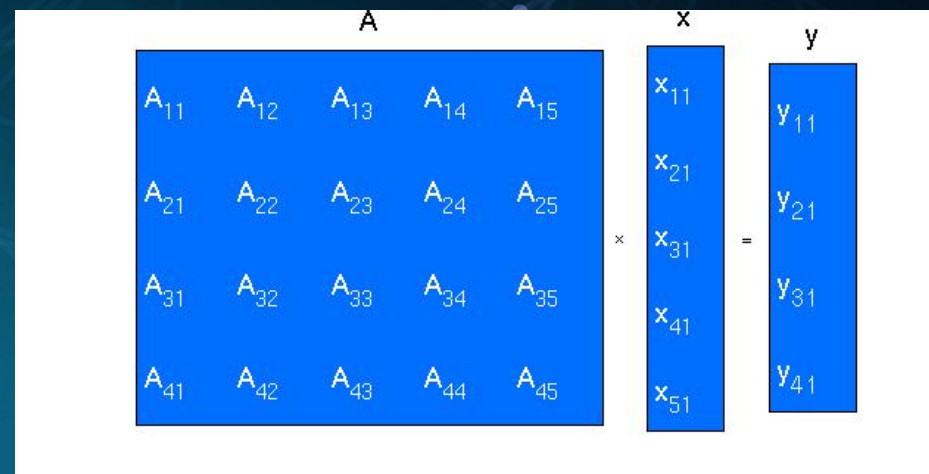 A x y
A11 A12 A13 A14 A15 x11 y11
A21 A22 A23 A24 A25 x21 y21
× x31 =
A31 A32 A33 A34 A35 x41 y31
A41 A42 A43 A44 A45 x51 y41